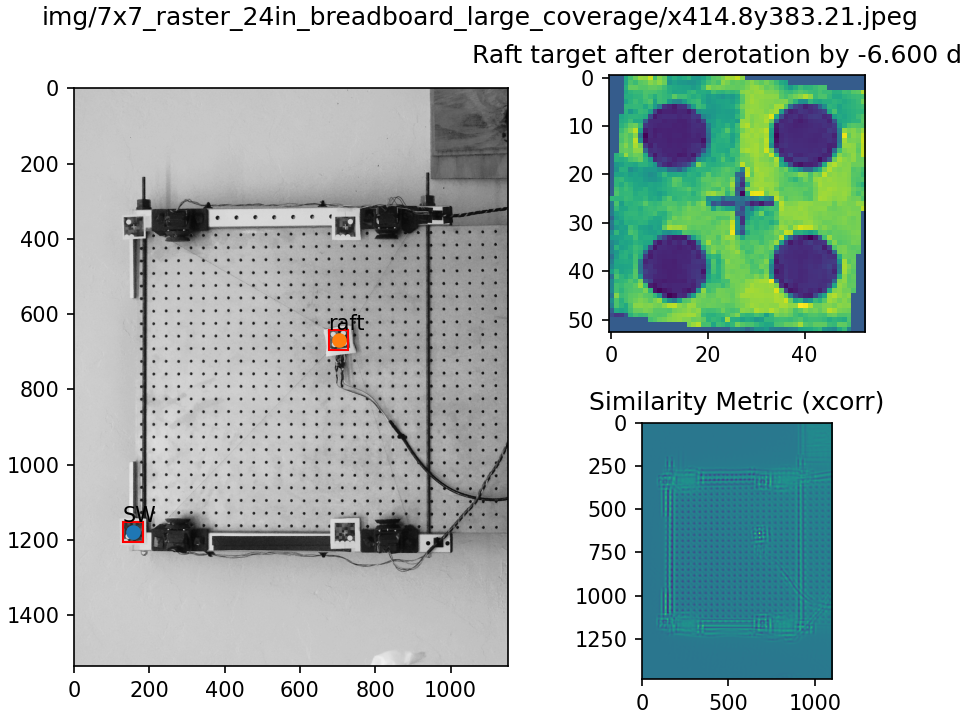 img/7x7_raster_24in_breadboard_large_coverage/x414.8y383.21.jpeg
Raft target after derotation by -6.600 d
0
200
400
600
800
1000
1200
1400
0 200 400 600 800 1000
raft
SW
0
10
20
30
40
50
0 20 40
Similarity Metric (xcorr)
0
250
500
750
1000
1250
0 500 1000